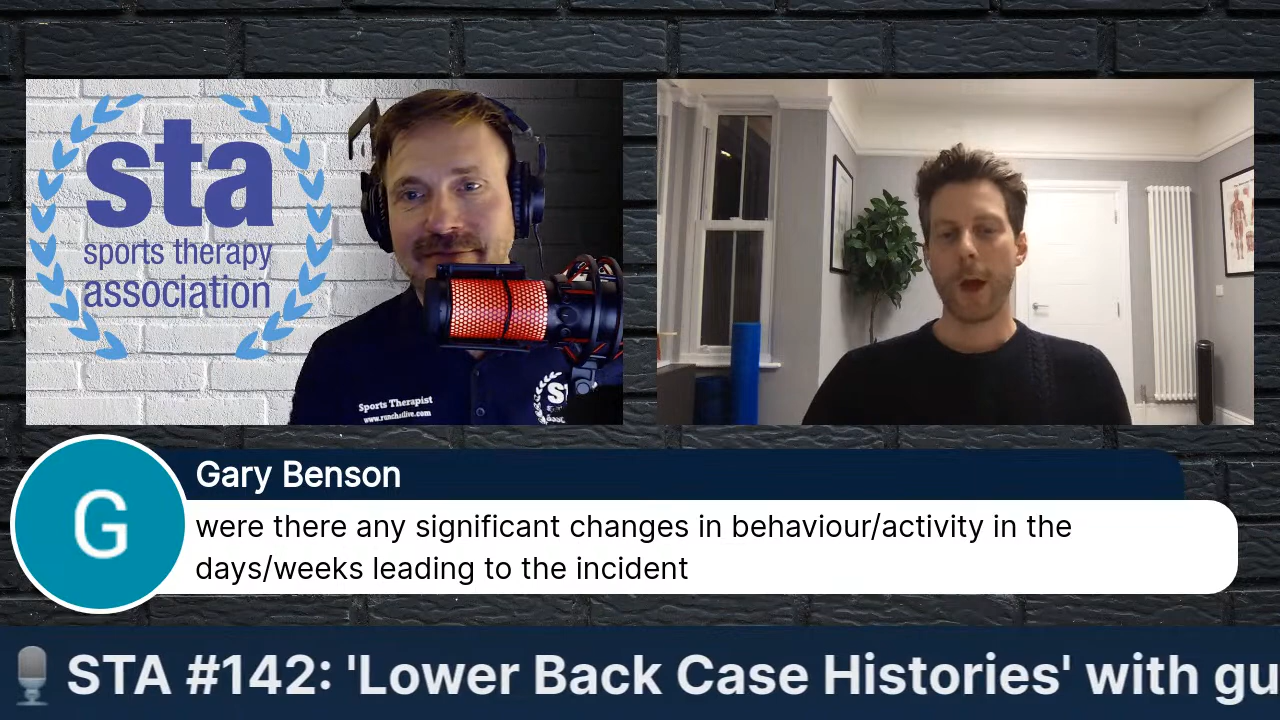 sta
sports therapy
association
Sports Therapist
Gary Benson
G
were there any significant changes in behaviour/activity in the
days/weeks leading to the incident
STA #142: 'Lower Back Case Histories' with gu